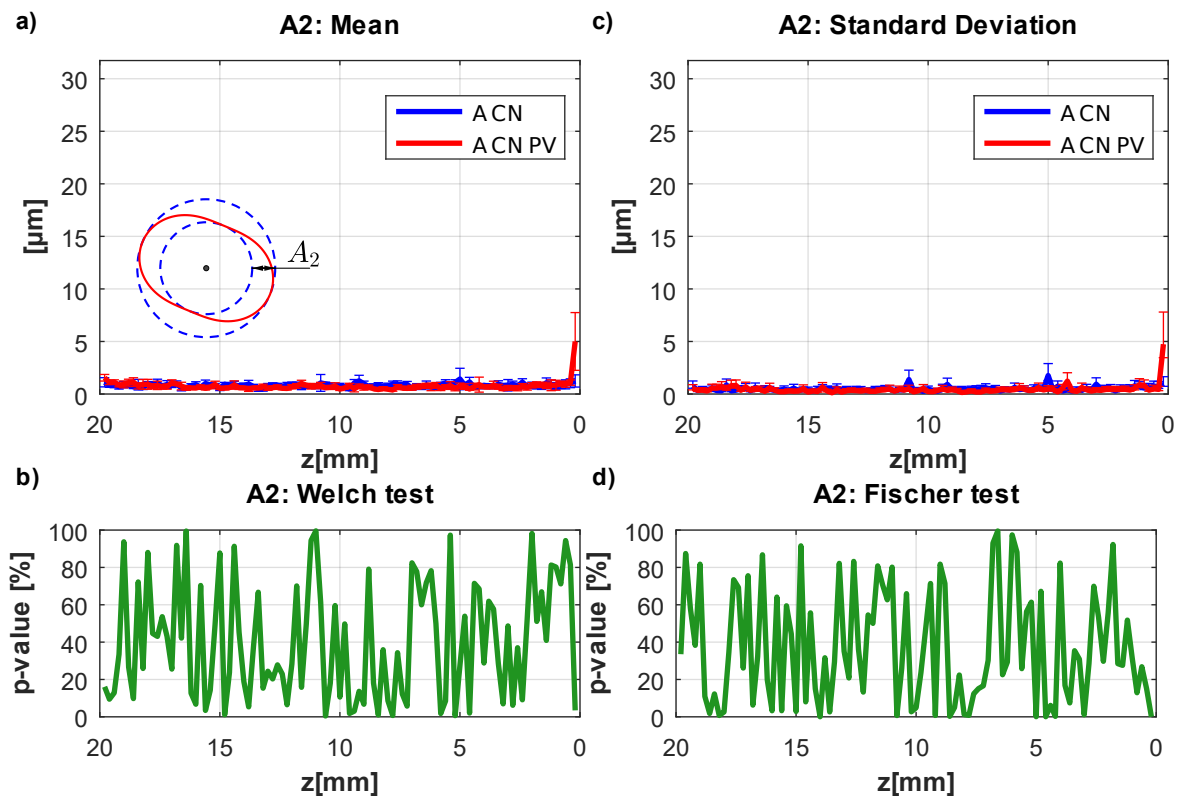 a)
A2: Mean
30
25
20
15
10
5
0
[µm]
A CN
A CN PV
A2
20
15
10
5
0
z[mm]
c)
A2: Standard Deviation
30
25
20
15
10
5
0
[µm]
A CN
A CN PV
20
15
10
5
0
z[mm]
b)
A2: Welch test
100
80
60
40
20
0
p-value [%]
20
15
10
5
0
z[mm]
d)
A2: Fischer test
100
80
60
40
20
0
p-value [%]
20
15
10
5
0
z[mm]